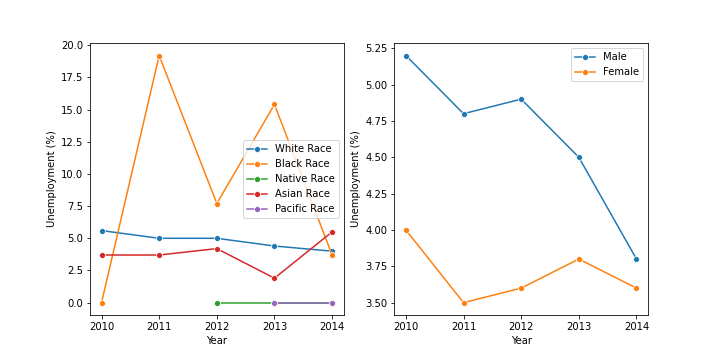 20.0
17.5
15.0
12.5
10.0
7.5
5.0
2.5
0.0
Unemployment (%)
2010 2011 2012 2013 2014
Year
White Race
Black Race
Native Race
Asian Race
Pacific Race
5.25
5.00
4.75
4.50
4.25
4.00
3.75
3.50
Unemployment (%)
2010 2011 2012 2013 2014
Year
Male
Female